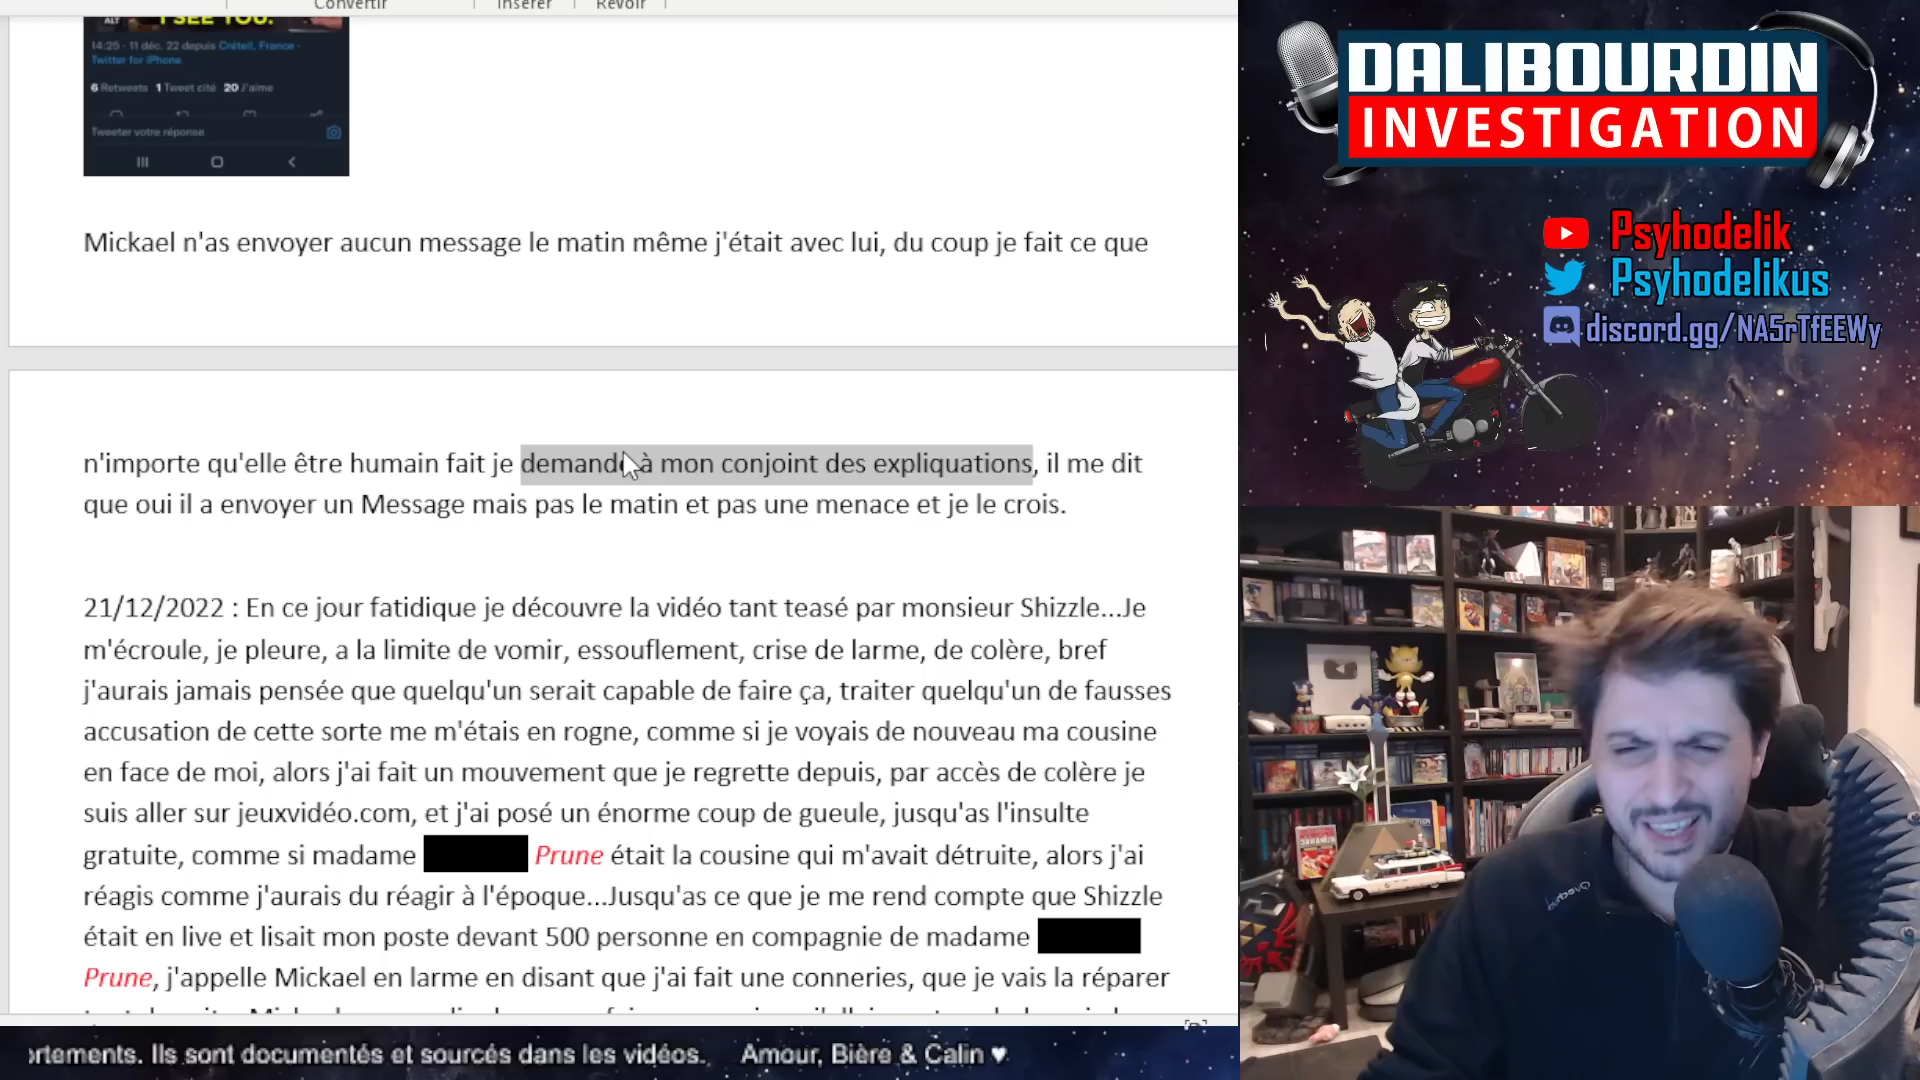 Convertir
Insérer
Revoir
ALT
I SEE YOU.
14:25 · 11 déc. 22 depuis Créteil, France ·
Twitter for iPhone
6 Retweets 1 Tweet cité 20 J'aime
Tweeter votre réponse
Mickael n'as envoyer aucun message le matin même j'était avec lui, du coup je fait ce que
n'importe qu'elle être humain fait je demande à mon conjoint des expliquations, il me dit
que oui il a envoyer un Message mais pas le matin et pas une menace et je le crois.
21/12/2022 : En ce jour fatidique je découvre la vidéo tant teasé par monsieur Shizzle...Je
m'écroule, je pleure, a la limite de vomir, essouflement, crise de larme, de colère, bref
j'aurais jamais pensée que quelqu'un serait capable de faire ça, traiter quelqu'un de fausses
accusation de cette sorte me m'étais en rogne, comme si je voyais de nouveau ma cousine
en face de moi, alors j'ai fait un mouvement que je regrette depuis, par accès de colère je
suis aller sur jeuxvidéo.com, et j'ai posé un énorme coup de gueule, jusqu'as l'insulte
gratuite, comme si madame Prune était la cousine qui m'avait détruite, alors j'ai
réagis comme j'aurais du réagir à l'époque...Jusqu'as ce que je me rend compte que Shizzle
était en live et lisait mon poste devant 500 personne en compagnie de madame
Prune, j'appelle Mickael en larme en disant que j'ai fait une conneries, que je vais la réparer
ortements. Ils sont documentés et sourcés dans les vidéos. Amour, Bière & Calin ♥
DALIBOURDIN
INVESTIGATION
Psyhodelik
Psyhodelikus
discord.gg/NA5rTfEEWy